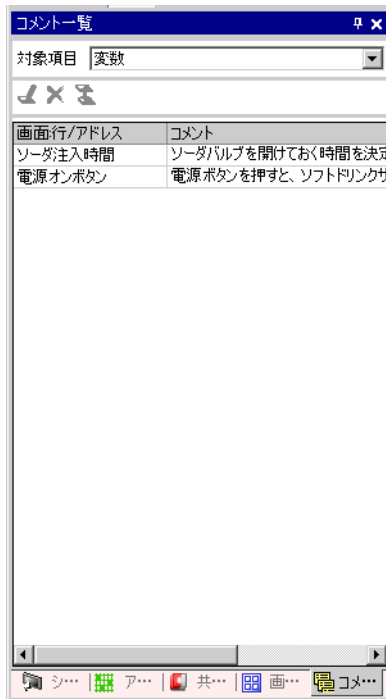 コメント一覧
対象項目 変数
画面:行/アドレス コメント
ソーダ注入時間 ソーダバルブを開けておく時間を決定
電源オンボタン 電源ボタンを押すと、ソフトドリンクサ
シ… ア… 共… 画… コメ…